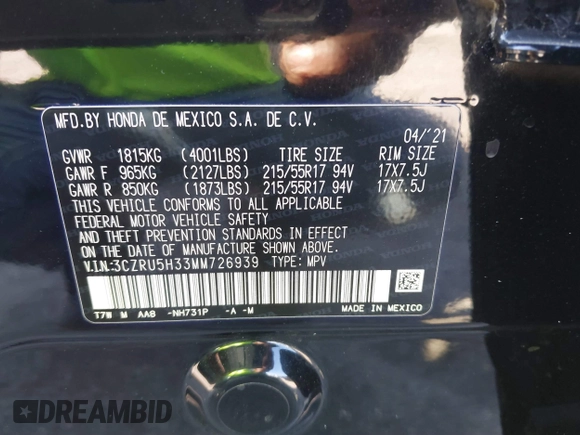 MFD.BY HONDA DE MEXICO S.A. DE C.V.
04/'21
GVWR 1815KG (4001LBS) TIRE SIZE RIM SIZE
GAWR F 965KG (2127LBS) 215/55R17 94V 17X7.5J
GAWR R 850KG (1873LBS) 215/55R17 94V 17X7.5J
THIS VEHICLE CONFORMS TO ALL APPLICABLE
FEDERAL MOTOR VEHICLE SAFETY
AND THEFT PREVENTION STANDARDS IN EFFECT
ON THE DATE OF MANUFACTURE SHOWN ABOVE.
V.I.N:3CZRU5H33MM726939 TYPE: MPV
T7W M AA8 -NH731P -A -M MADE IN MEXICO
DREAMBID